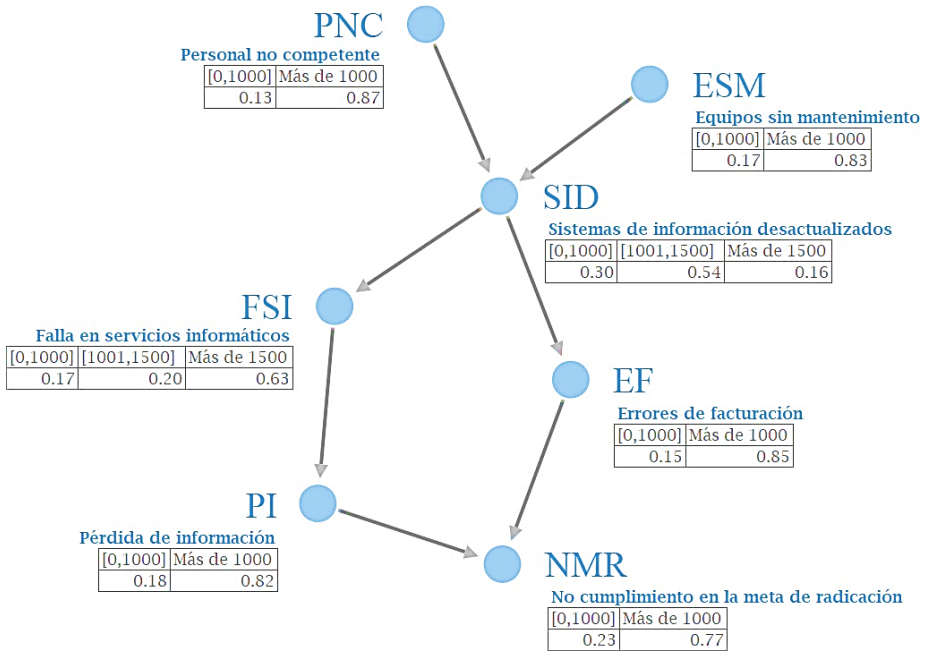 PNC
Personal no competente
[0,1000] Más de 1000
0.13 0.87
ESM
Equipos sin mantenimiento
[0,1000] Más de 1000
0.17 0.83
SID
Sistemas de información desactualizados
[0,1000] [1001,1500] Más de 1500
0.30 0.54 0.16
FSI
Falla en servicios informáticos
[0,1000] [1001,1500] Más de 1500
0.17 0.20 0.63
EF
Errores de facturación
[0,1000] Más de 1000
0.15 0.85
PI
Pérdida de información
[0,1000] Más de 1000
0.18 0.82
NMR
No cumplimiento en la meta de radicación
[0,1000] Más de 1000
0.23 0.77